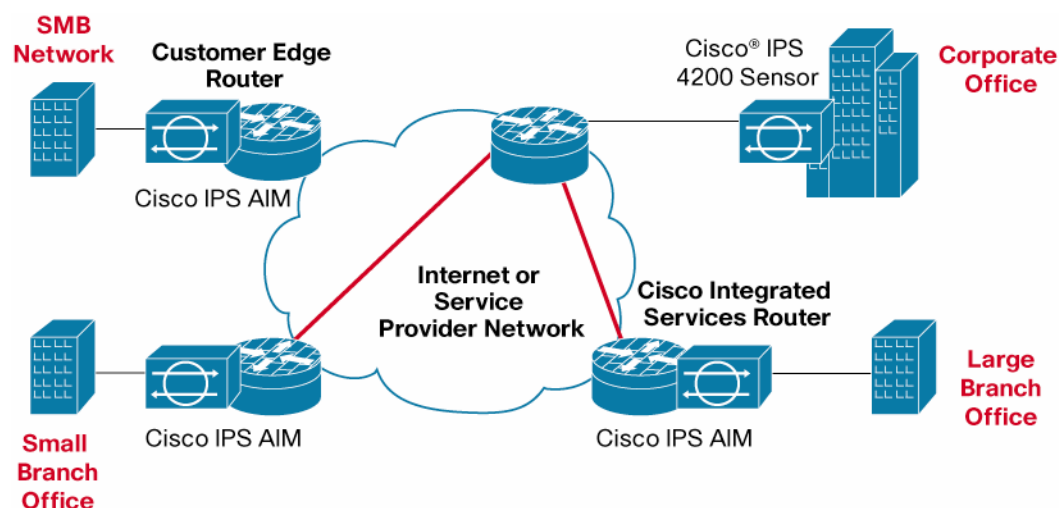 SMB
Network
Customer Edge
Router
Cisco IPS AIM
Cisco® IPS
4200 Sensor
Corporate
Office
Internet or
Service
Provider Network
Cisco Integrated
Services Router
Small
Branch
Office
Cisco IPS AIM
Cisco IPS AIM
Large
Branch
Office